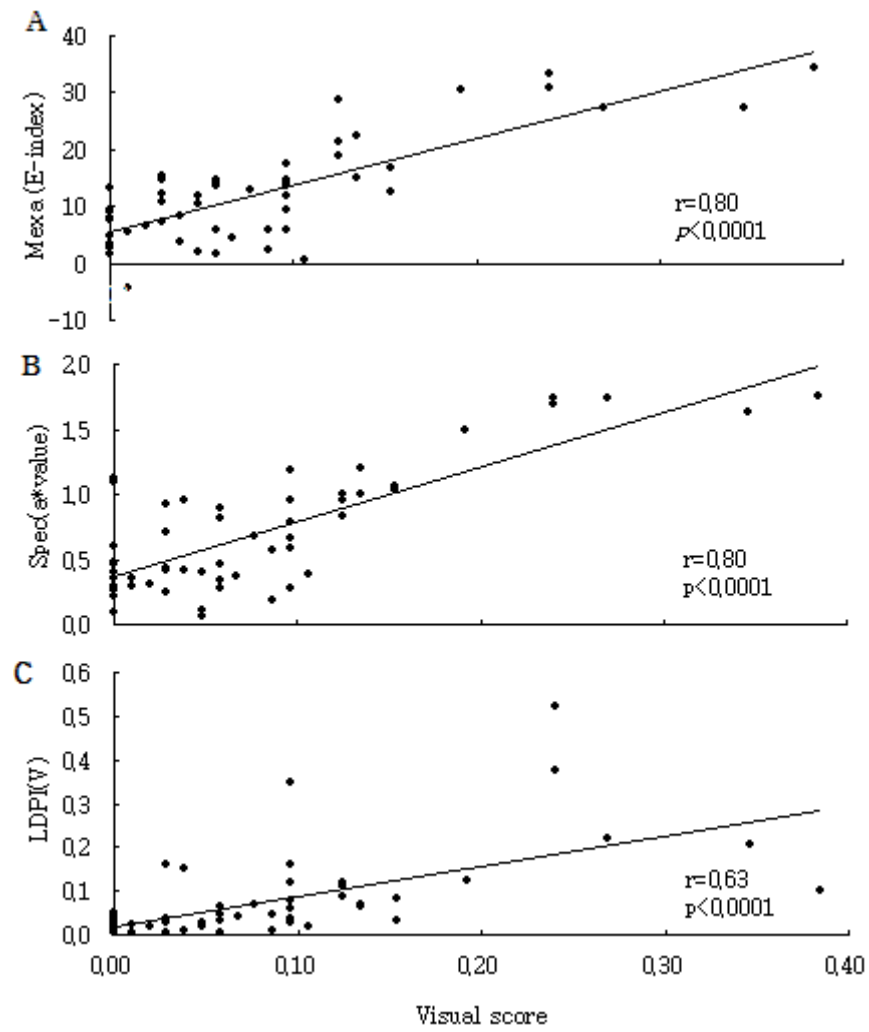 A
40
30
20
10
0
-10
Mexa(E-index)
r=0.80
p<0.0001
B
2.0
1.5
1.0
0.5
0.0
Spec(a*value)
r=0.80
p<0.0001
C
0.6
0.5
0.4
0.3
0.2
0.1
0.0
LDPI(V)
r=0.63
p<0.0001
0.00 0.10 0.20 0.30 0.40
Visual score